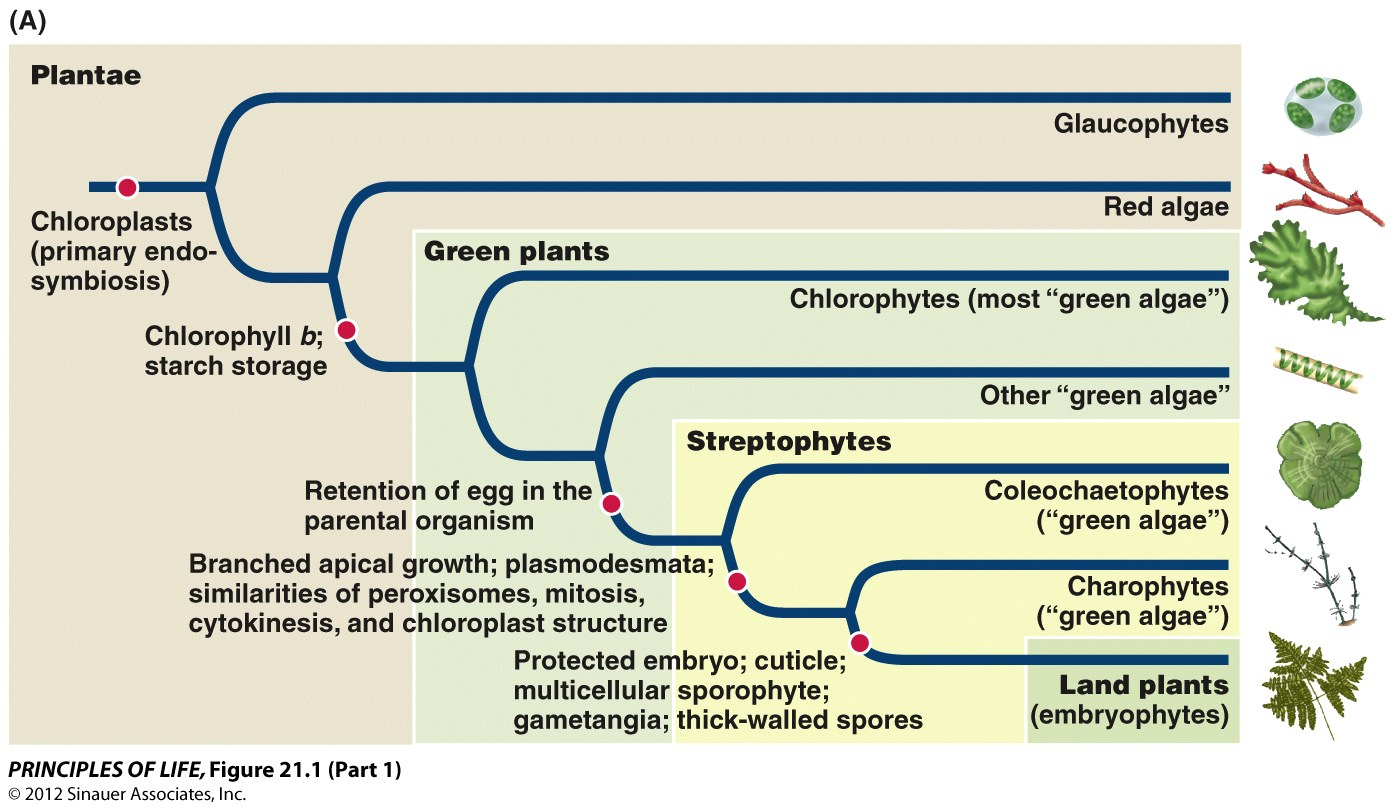 (A)
Plantae
Glaucophytes
Chloroplasts
(primary endo-
symbiosis)
Red algae
Green plants
Chlorophytes (most “green algae”)
Chlorophyll b;
starch storage
Other “green algae”
Streptophytes
Retention of egg in the
parental organism
Coleochaetophytes
(“green algae”)
Branched apical growth; plasmodesmata;
similarities of peroxisomes, mitosis,
cytokinesis, and chloroplast structure
Charophytes
(“green algae”)
Protected embryo; cuticle;
multicellular sporophyte;
gametangia; thick-walled spores
Land plants
(embryophytes)
PRINCIPLES OF LIFE, Figure 21.1 (Part 1)
© 2012 Sinauer Associates, Inc.